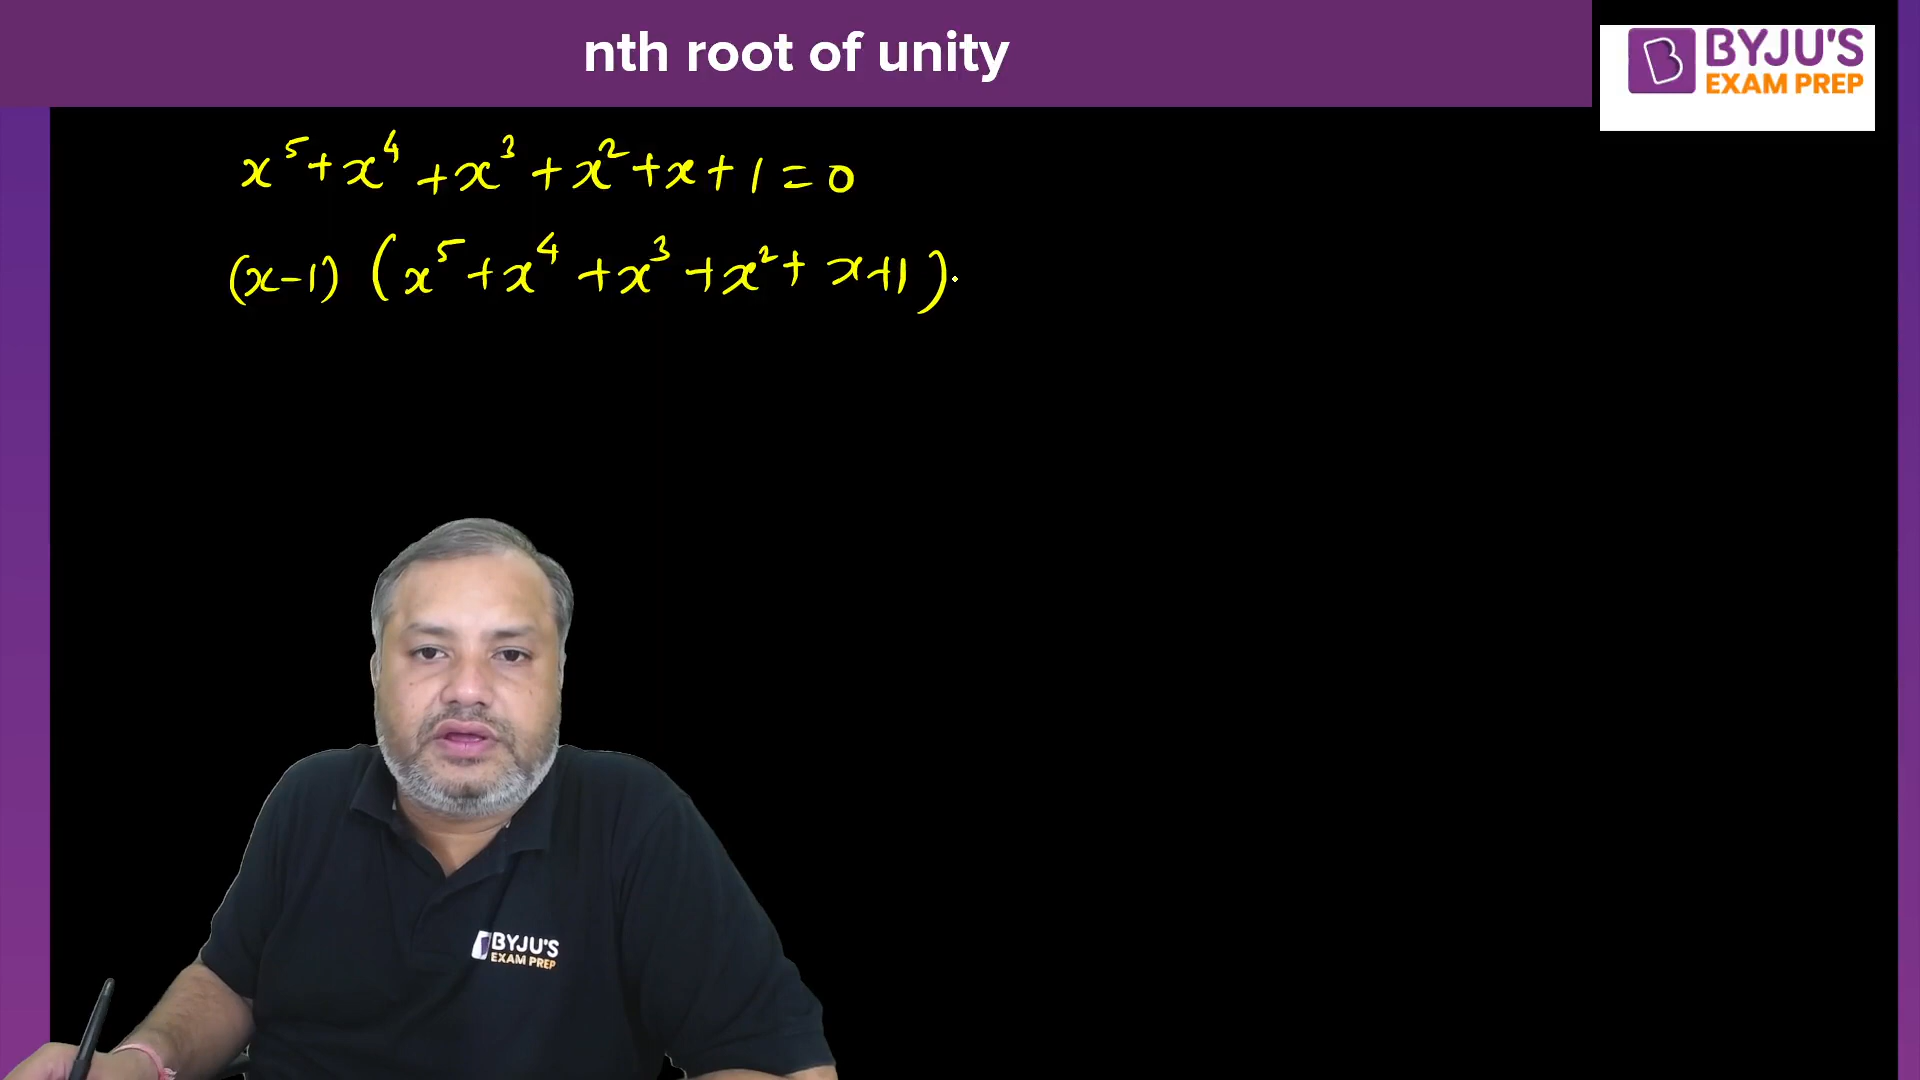 nth root of unity
BYJU'S
EXAM PREP
x⁵+x⁴+x³+x²+x+1=0
(x-1) (x⁵+x⁴+x³+x²+x+1).
BYJU'S
EXAM PREP